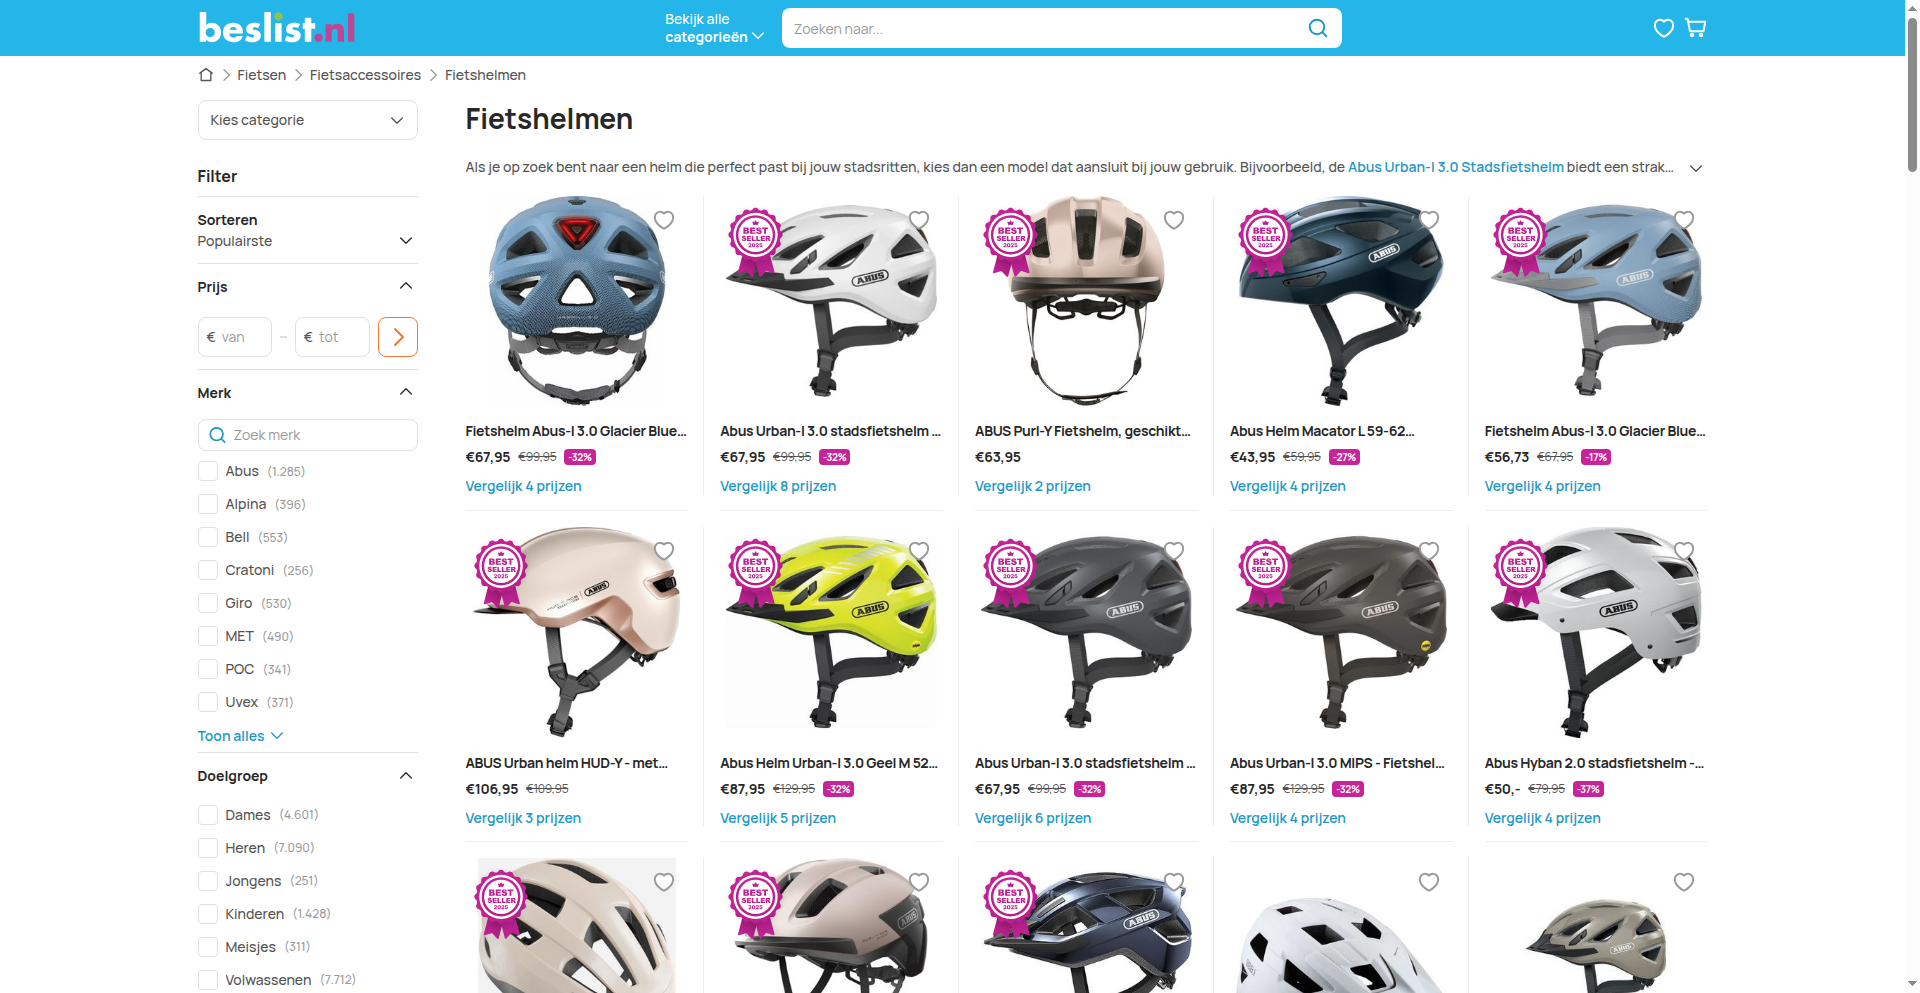 beslist.nl
Bekijk alle
categorieën
Zoeken naar...
Fietsen
Fietsaccessoires
Fietshelmen
Kies categorie
Filter
Sorteren
Populairste
Prijs
€ van
–
€ tot
Merk
Zoek merk
Abus (1.285)
Alpina (396)
Bell (553)
Cratoni (256)
Giro (530)
MET (490)
POC (341)
Uvex (371)
Toon alles
Doelgroep
Dames (4.601)
Heren (7.090)
Jongens (251)
Kinderen (1.428)
Meisjes (311)
Volwassenen (7.712)
Fietshelmen
Als je op zoek bent naar een helm die perfect past bij jouw stadsritten, kies dan een model dat aansluit bij jouw gebruik. Bijvoorbeeld, de Abus Urban-I 3.0 Stadsfietshelm biedt een strak...
Fietshelm Abus-I 3.0 Glacier Blue...
€67,95 €99,95 -32%
Vergelijk 4 prijzen
BEST
SELLER
2025
ABUS
Abus Urban-I 3.0 stadsfietshelm ...
€67,95 €99,95 -32%
Vergelijk 8 prijzen
BEST
SELLER
2025
ABUS Purl-Y Fietshelm, geschikt...
€63,95
Vergelijk 2 prijzen
BEST
SELLER
2025
ABUS
Abus Helm Macator L 59-62...
€43,95 €59,95 -27%
Vergelijk 4 prijzen
BEST
SELLER
2025
ABUS
Fietshelm Abus-I 3.0 Glacier Blue...
€56,73 €67,95 -17%
Vergelijk 4 prijzen
BEST
SELLER
2025
ABUS
ABUS Urban helm HUD-Y - met...
€106,95 €109,95
Vergelijk 3 prijzen
BEST
SELLER
2025
ABUS
Abus Helm Urban-I 3.0 Geel M 52...
€87,95 €129,95 -32%
Vergelijk 5 prijzen
BEST
SELLER
2025
ABUS
Abus Urban-I 3.0 stadsfietshelm ...
€67,95 €99,95 -32%
Vergelijk 6 prijzen
BEST
SELLER
2025
ABUS
Abus Urban-I 3.0 MIPS - Fietshel...
€87,95 €129,95 -32%
Vergelijk 4 prijzen
BEST
SELLER
2025
ABUS
Abus Hyban 2.0 stadsfietshelm -...
€50,- €79,95 -37%
Vergelijk 4 prijzen
BEST
SELLER
2025
BEST
SELLER
2025
ABUS
BEST
SELLER
2025
ABUS
ABUS